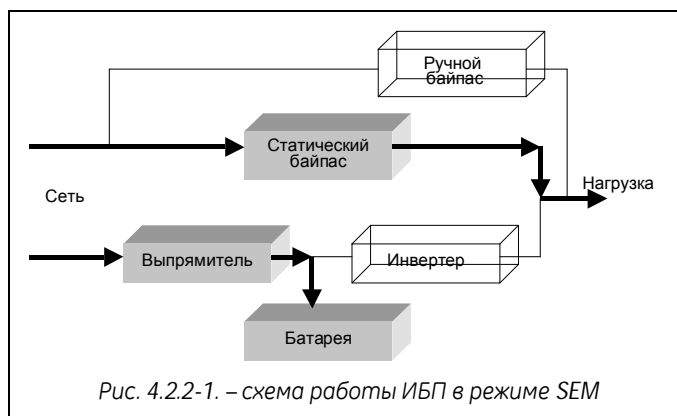 Ручной
байпас
Статический
байпас
Нагрузка
Сеть
Выпрямитель
Инвертер
Батарея
Рис. 4.2.2-1. – схема работы ИБП в режиме SEM